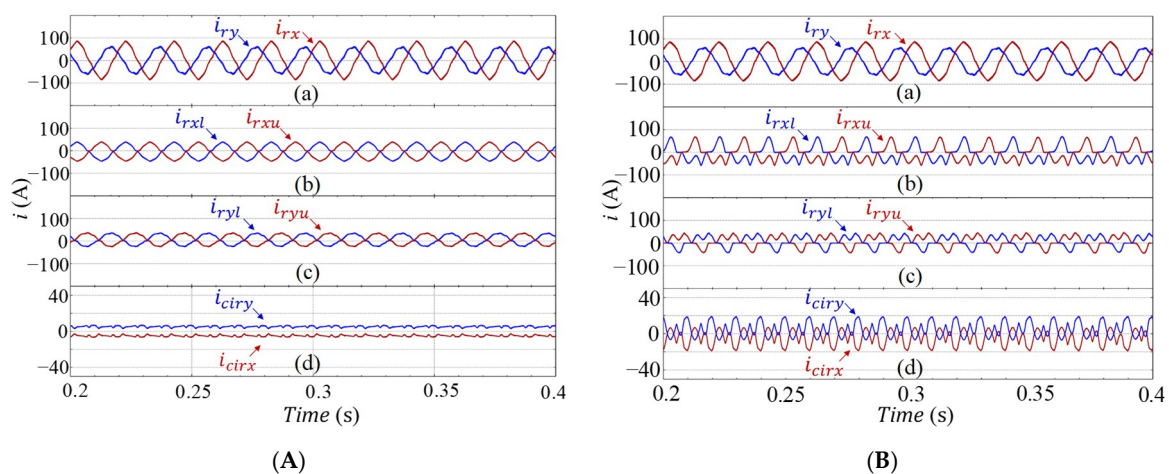 100
0
−100
i_ry
i_rx
(a)
100
0
−100
i_rxl
i_rxu
(b)
100
0
−100
i_ryl
i_ryu
(c)
40
0
−40
i_ciry
i_cirx
(d)
i (A)
0.2
0.25
0.3
0.35
0.4
Time (s)
(A)
100
0
−100
i_ry
i_rx
(a)
100
0
−100
i_rxl
i_rxu
(b)
100
0
−100
i_ryl
i_ryu
(c)
40
0
−40
i_ciry
i_cirx
(d)
i (A)
0.2
0.25
0.3
0.35
0.4
Time (s)
(B)